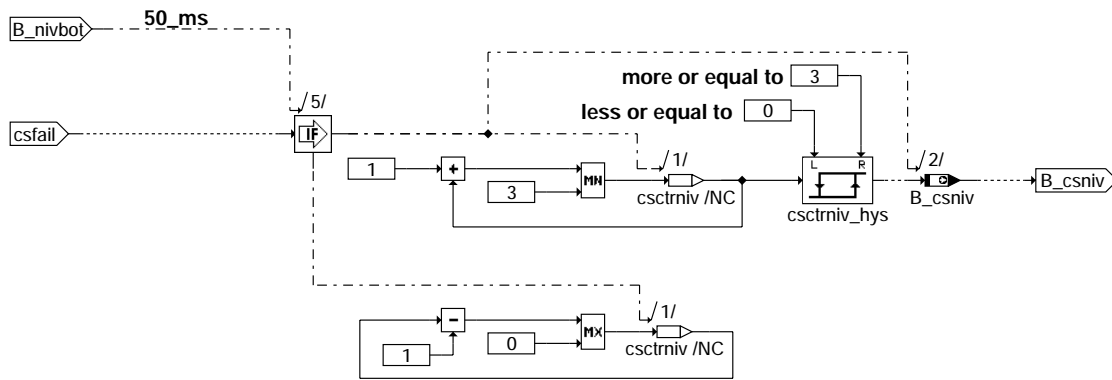 50_ms
B_nivbot
/5/
more or equal to 3
less or equal to 0
/2/
csfail
IF
/1/
L R
1
+
MN
3
csctrniv /NC
csctrniv_hys
B_csniv
B_csniv
/1/
-
MX
1
0
csctrniv /NC